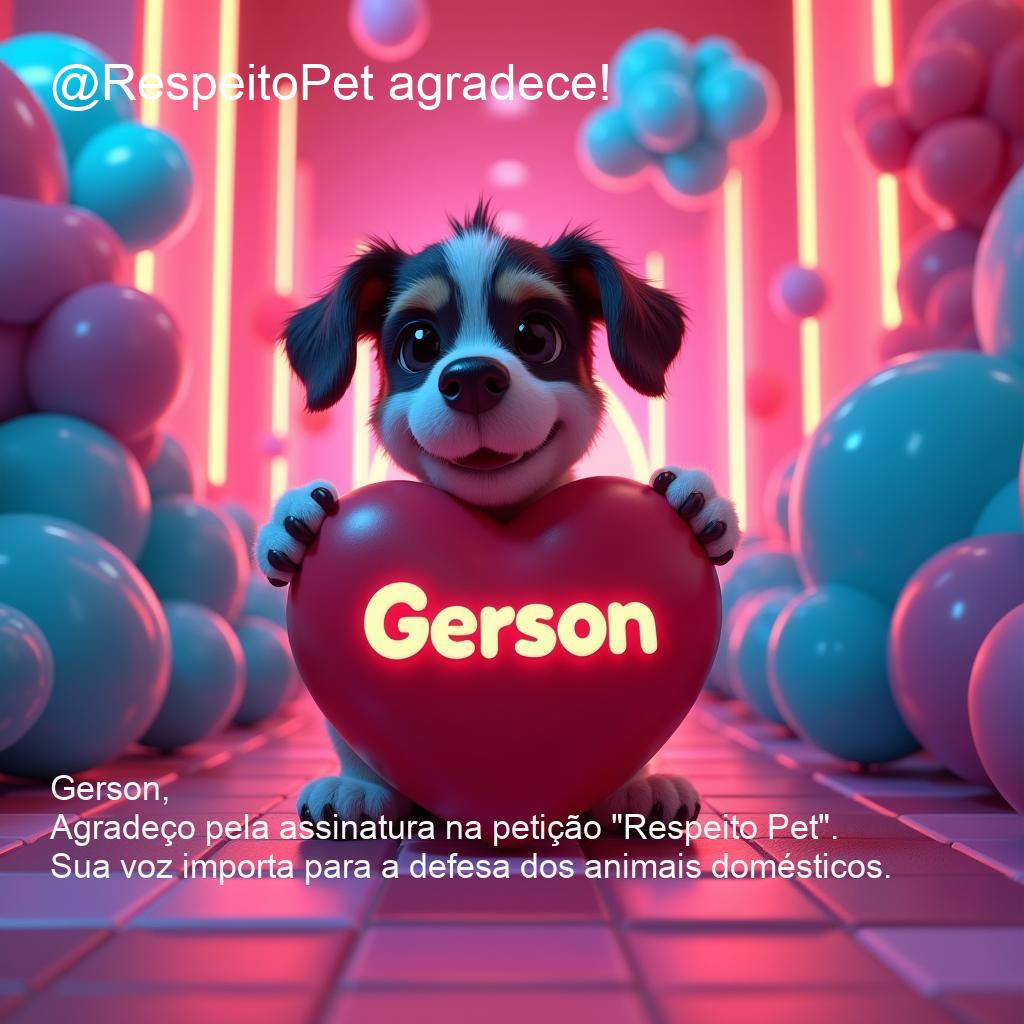 @RespeitoPet agradece!
Gerson
Gerson,
Agradeço pela assinatura na petição "Respeito Pet".
Sua voz importa para a defesa dos animais domésticos.